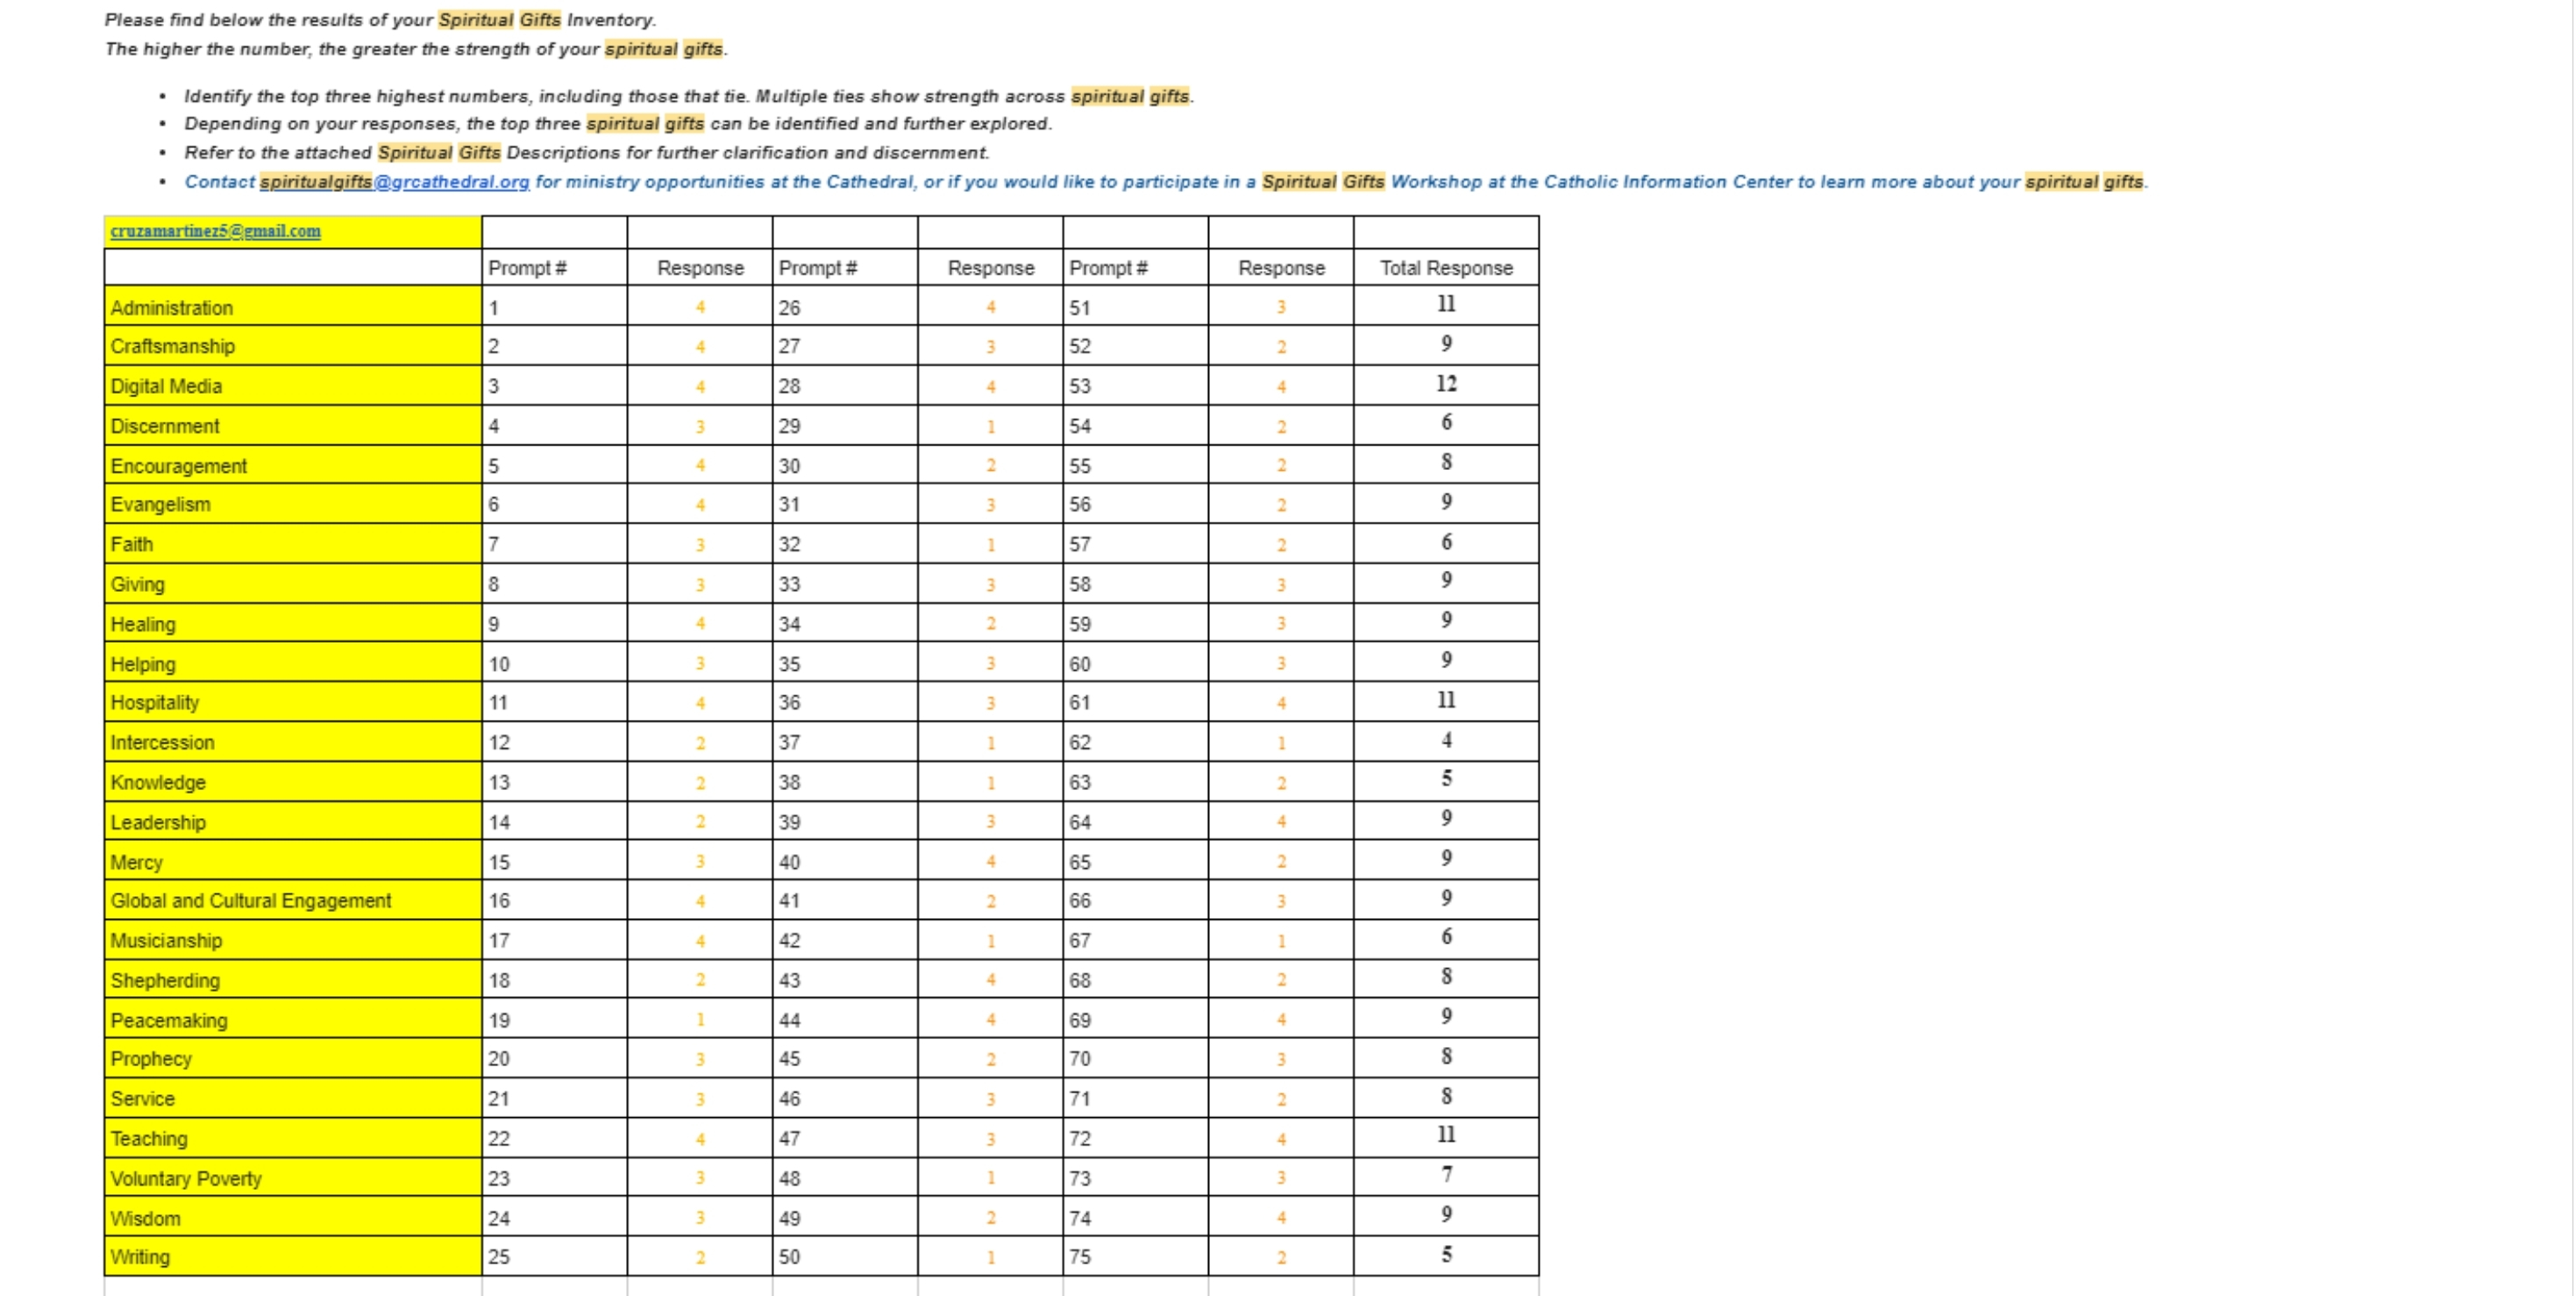 Please find below the results of your Spiritual Gifts Inventory.
The higher the number, the greater the strength of your spiritual gifts.
• Identify the top three highest numbers, including those that tie. Multiple ties show strength across spiritual gifts.
• Depending on your responses, the top three spiritual gifts can be identified and further explored.
• Refer to the attached Spiritual Gifts Descriptions for further clarification and discernment.
• Contact spiritualgifts@grcathedral.org for ministry opportunities at the Cathedral, or if you would like to participate in a Spiritual Gifts Workshop at the Catholic Information Center to learn more about your spiritual gifts.
cruzamartinez5@gmail.com
Prompt # Response Prompt # Response Prompt # Response Total Response
Administration 1 4 26 4 51 3 11
Craftsmanship 2 4 27 3 52 2 9
Digital Media 3 4 28 4 53 4 12
Discernment 4 3 29 1 54 2 6
Encouragement 5 4 30 2 55 2 8
Evangelism 6 4 31 3 56 2 9
Faith 7 3 32 1 57 2 6
Giving 8 3 33 3 58 3 9
Healing 9 4 34 2 59 3 9
Helping 10 3 35 3 60 3 9
Hospitality 11 4 36 3 61 4 11
Intercession 12 2 37 1 62 1 4
Knowledge 13 2 38 1 63 2 5
Leadership 14 2 39 3 64 4 9
Mercy 15 3 40 4 65 2 9
Global and Cultural Engagement 16 4 41 2 66 3 9
Musicianship 17 4 42 1 67 1 6
Shepherding 18 2 43 4 68 2 8
Peacemaking 19 1 44 4 69 4 9
Prophecy 20 3 45 2 70 3 8
Service 21 3 46 3 71 2 8
Teaching 22 4 47 3 72 4 11
Voluntary Poverty 23 3 48 1 73 3 7
Wisdom 24 3 49 2 74 4 9
Writing 25 2 50 1 75 2 5